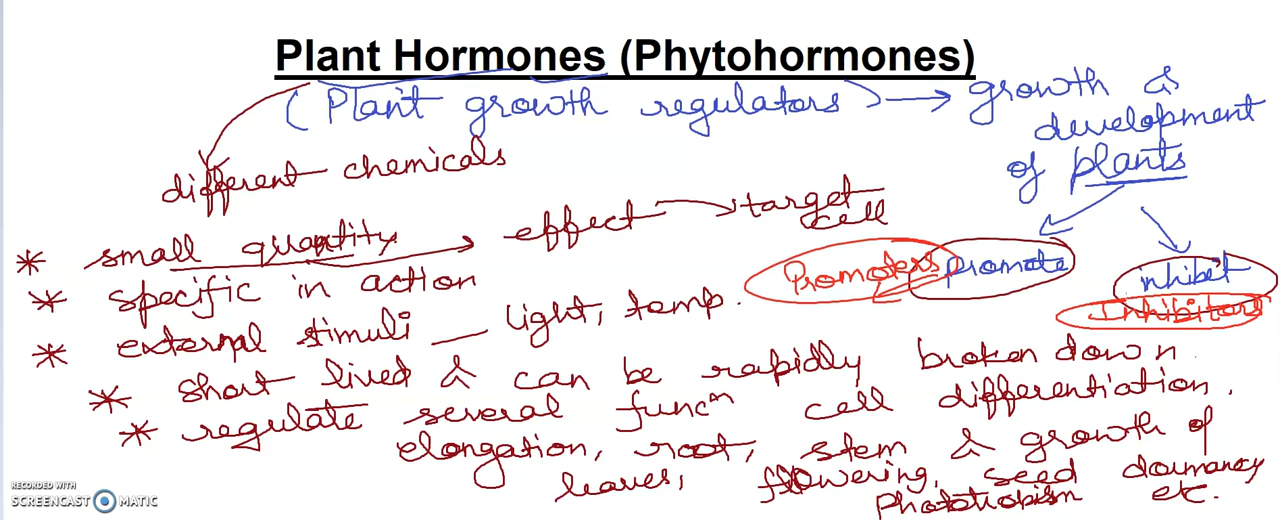 Plant Hormones (Phytohormones)
(Plant growth regulators) → growth &
development
of plants
different chemicals
* small quantity → effect → target
cell
Promoters promote inhibit
Inhibitors
* specific in action
* external stimuli — light, temp.
* short lived & can be rapidly broken down
* regulate several funcn cell differentiation,
elongation, root, stem & growth of
leaves, flowering, seed dormancy
Phototropism etc.
RECORDED WITH
SCREENCAST MATIC